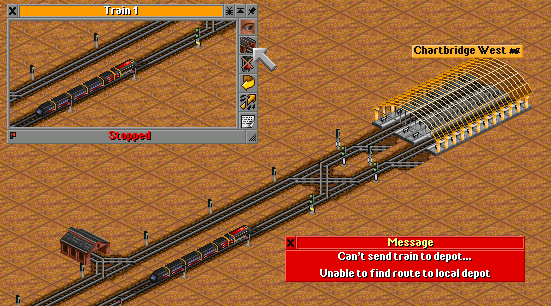 Train 1
Stopped
Chartbridge West
Message
Can't send train to depot...
Unable to find route to local depot